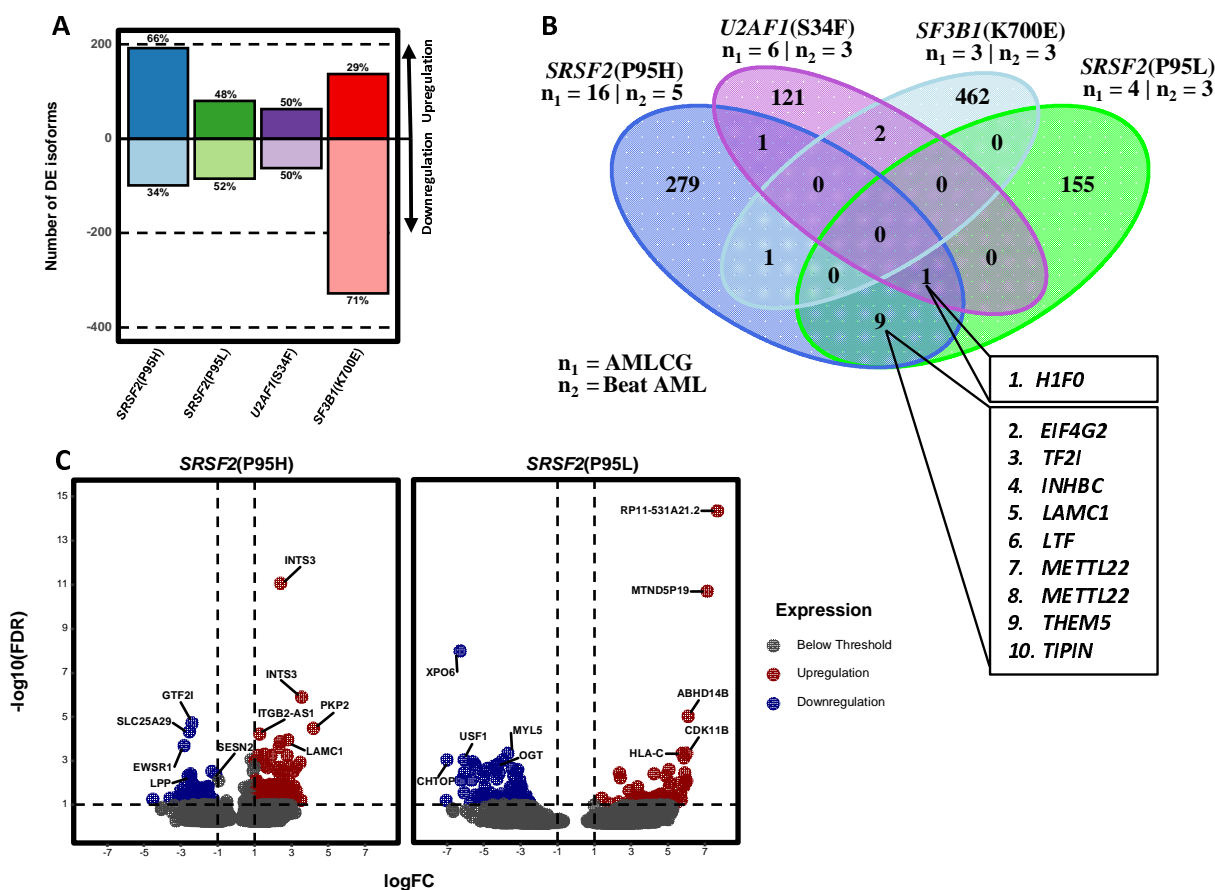 A
Number of DE isoforms
200
0
-200
-400
66%
34%
48%
52%
50%
50%
29%
71%
SRSF2(P95H)
SRSF2(P95L)
U2AF1(S34F)
SF3B1(K700E)
Upregulation
Downregulation
B
SRSF2(P95H)
n1 = 16 | n2 = 5
U2AF1(S34F)
n1 = 6 | n2 = 3
SF3B1(K700E)
n1 = 3 | n2 = 3
SRSF2(P95L)
n1 = 4 | n2 = 3
121
462
1
2
0
279
0
0
155
0
1
0
1
0
9
n1 = AMLCG
n2 = Beat AML
1. H1F0
2. EIF4G2
3. TF2I
4. INHBC
5. LAMC1
6. LTF
7. METTL22
8. METTL22
9. THEM5
10. TIPIN
C
SRSF2(P95H)
SRSF2(P95L)
-log10(FDR)
15
13
11
9
7
5
3
1
INTS3
INTS3
PKP2
GTF2I
SLC25A29
ITGB2-AS1
SESN2
LAMC1
EWSR1
LPP
-7
-5
-3
-1
1
3
5
7
RP11-531A21.2
MTND5P19
XPO6
ABHD14B
USF1
MYL5
CDK11B
OGT
HLA-C
CHTOP
-7
-5
-3
-1
1
3
5
7
logFC
Expression
Below Threshold
Upregulation
Downregulation